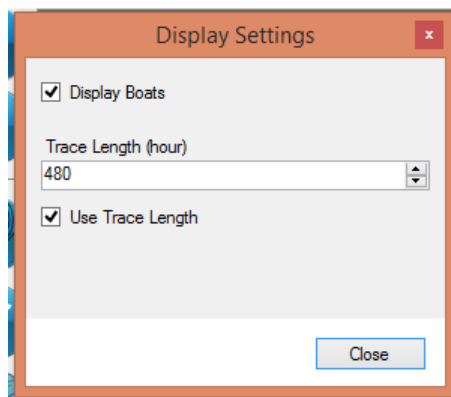 Display Settings
x
Display Boats
Trace Length (hour)
480
Use Trace Length
Close